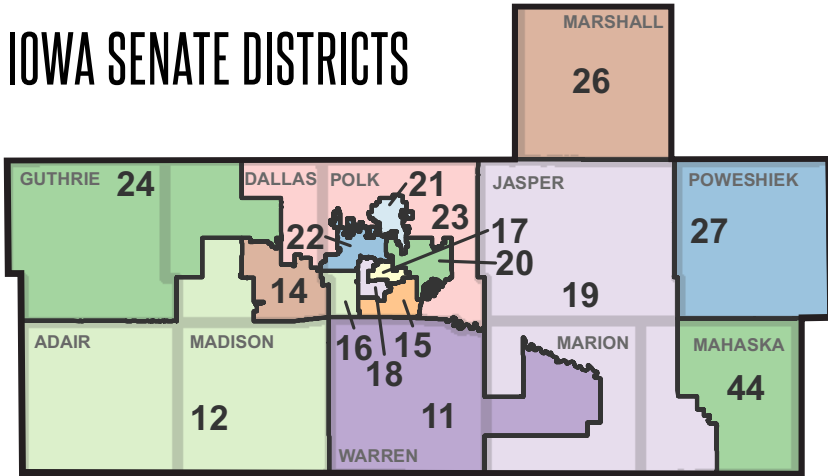 IOWA SENATE DISTRICTS
MARSHALL
26
GUTHRIE
24
DALLAS
POLK
21
JASPER
POWESHIEK
23
17
27
22
20
14
19
ADAIR
MADISON
16
15
MARION
MAHASKA
18
44
12
11
WARREN